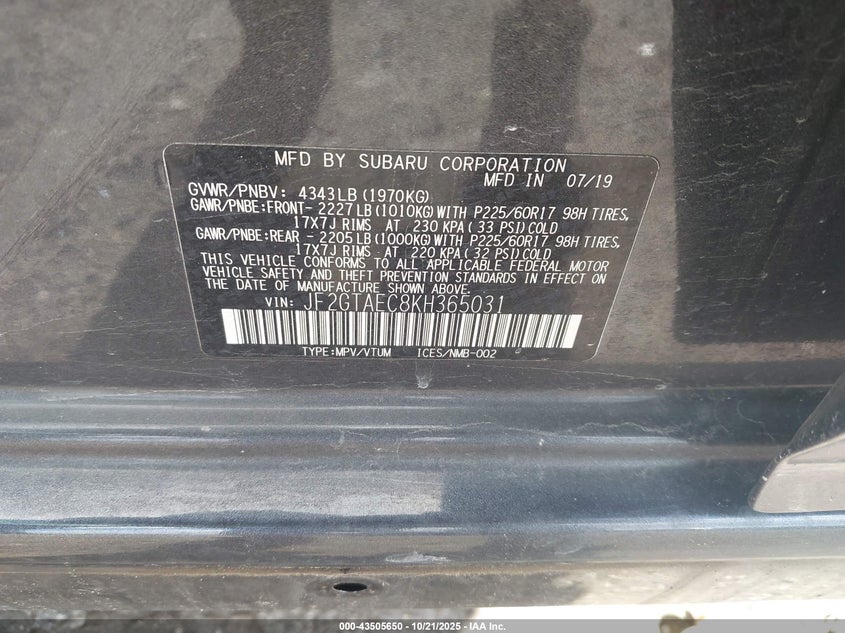 MFD BY SUBARU CORPORATION
MFD IN 07/19
GVWR/PNBV: 4343LB (1970KG)
GAWR/PNBE:FRONT- 2227LB (1010KG) WITH P225/60R17 98H TIRES,
17X7J RIMS AT 230 KPA (33 PSI) COLD
GAWR/PNBE:REAR - 2205LB (1000KG) WITH P225/60R17 98H TIRES,
17X7J RIMS AT 220 KPA (32 PSI) COLD
THIS VEHICLE CONFORMS TO ALL APPLICABLE FEDERAL MOTOR
VEHICLE SAFETY AND THEFT PREVENTION STANDARDS IN EFFECT ON
THE DATE OF MANUFACTURE SHOWN ABOVE.
VIN: JF2GTAEC8KH365031
TYPE:MPV/VTUM ICES/NMB-002
000-43505650 - 10/21/2025 - IAA Inc.